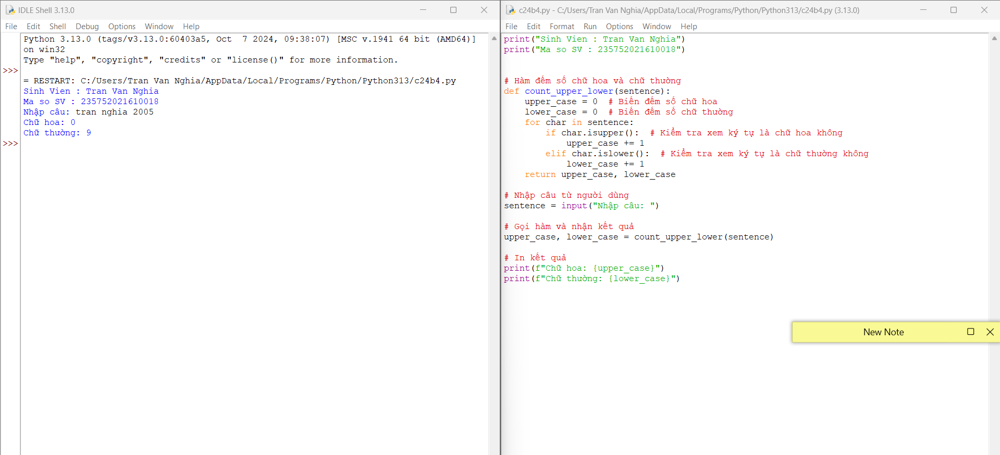 IDLE Shell 3.13.0
File Edit Shell Debug Options Window Help
Python 3.13.0 (tags/v3.13.0:60403a5, Oct  7 2024, 09:38:07) [MSC v.1941 64 bit (AMD64)]
on win32
Type "help", "copyright", "credits" or "license()" for more information.
>>>
= RESTART: C:/Users/Tran Van Nghia/AppData/Local/Programs/Python/Python313/c24b4.py
Sinh Vien : Tran Van Nghia
Ma so SV : 235752021610018
Nhập câu: tran nghia 2005
Chữ hoa: 0
Chữ thường: 9
>>>
c24b4.py - C:/Users/Tran Van Nghia/AppData/Local/Programs/Python/Python313/c24b4.py (3.13.0)
File Edit Format Run Options Window Help
print("Sinh Vien : Tran Van Nghia")
print("Ma so SV : 235752021610018")
# Hàm đếm số chữ hoa và chữ thường
def count_upper_lower(sentence):
    upper_case = 0  # Biến đếm số chữ hoa
    lower_case = 0  # Biến đếm số chữ thường
    for char in sentence:
        if char.isupper():  # Kiểm tra xem ký tự là chữ hoa không
            upper_case += 1
        elif char.islower():  # Kiểm tra xem ký tự là chữ thường không
            lower_case += 1
    return upper_case, lower_case
# Nhập câu từ người dùng
sentence = input("Nhập câu: ")
# Gọi hàm và nhận kết quả
upper_case, lower_case = count_upper_lower(sentence)
# In kết quả
print(f"Chữ hoa: {upper_case}")
print(f"Chữ thường: {lower_case}")
New Note